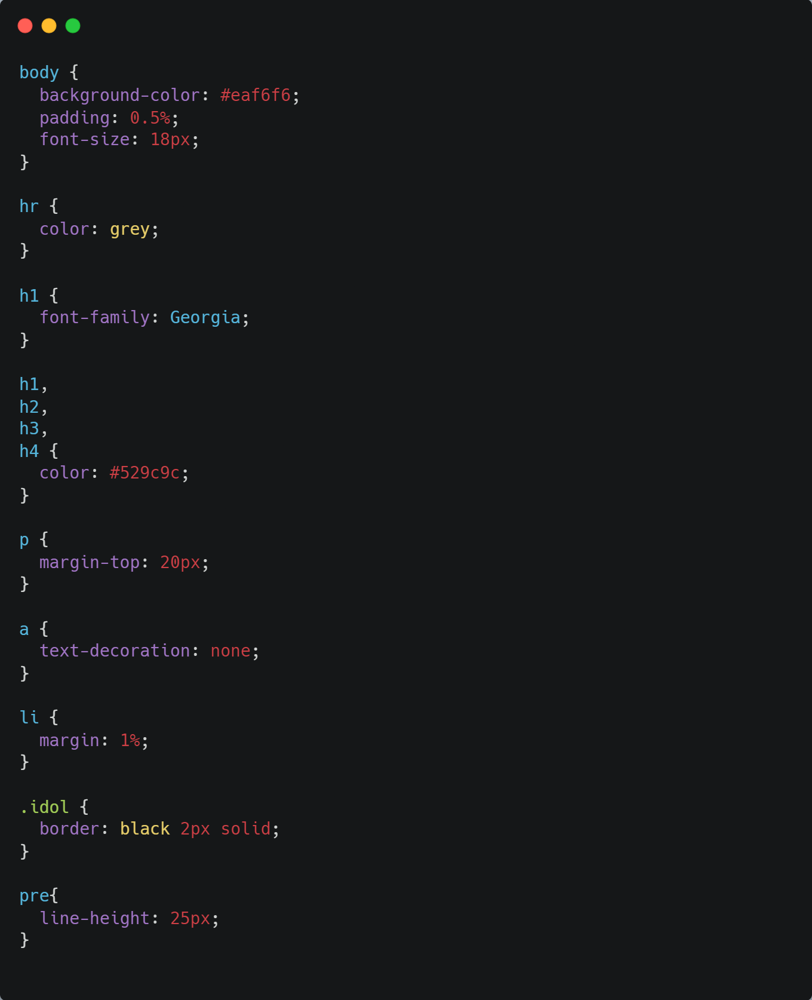 body {
  background-color: #eaf6f6;
  padding: 0.5%;
  font-size: 18px;
}

hr {
  color: grey;
}

h1 {
  font-family: Georgia;
}

h1,
h2,
h3,
h4 {
  color: #529c9c;
}

p {
  margin-top: 20px;
}

a {
  text-decoration: none;
}

li {
  margin: 1%;
}

.idol {
  border: black 2px solid;
}

pre{
  line-height: 25px;
}